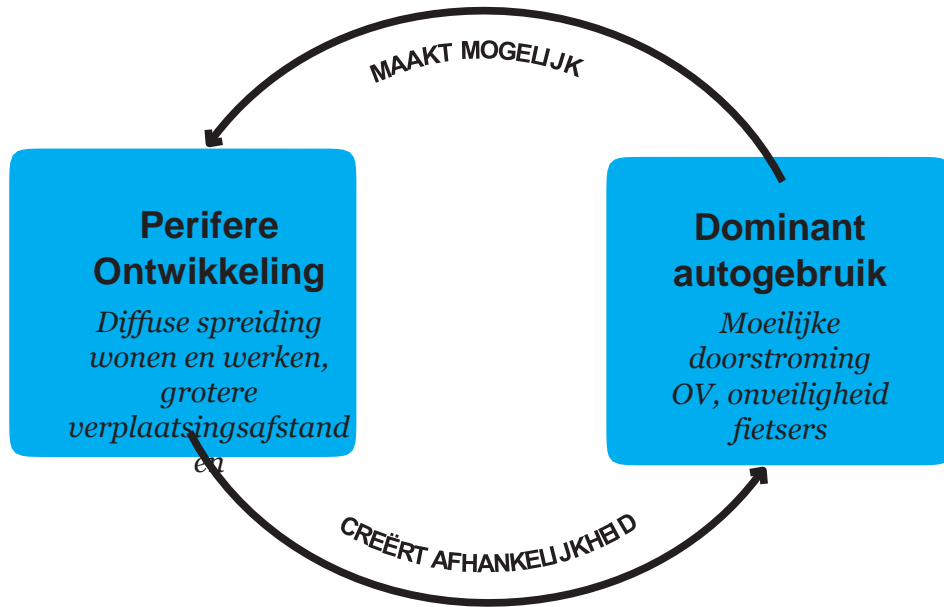 MAAKT MOGELIJK
Perifere
Ontwikkeling
Diffuse spreiding
wonen en werken,
grotere
verplaatsingsafstand
en
Dominant
autogebruik
Moeilijke
doorstroming
OV, onveiligheid
fietsers
CREËRT AFHANKELIJKHEID